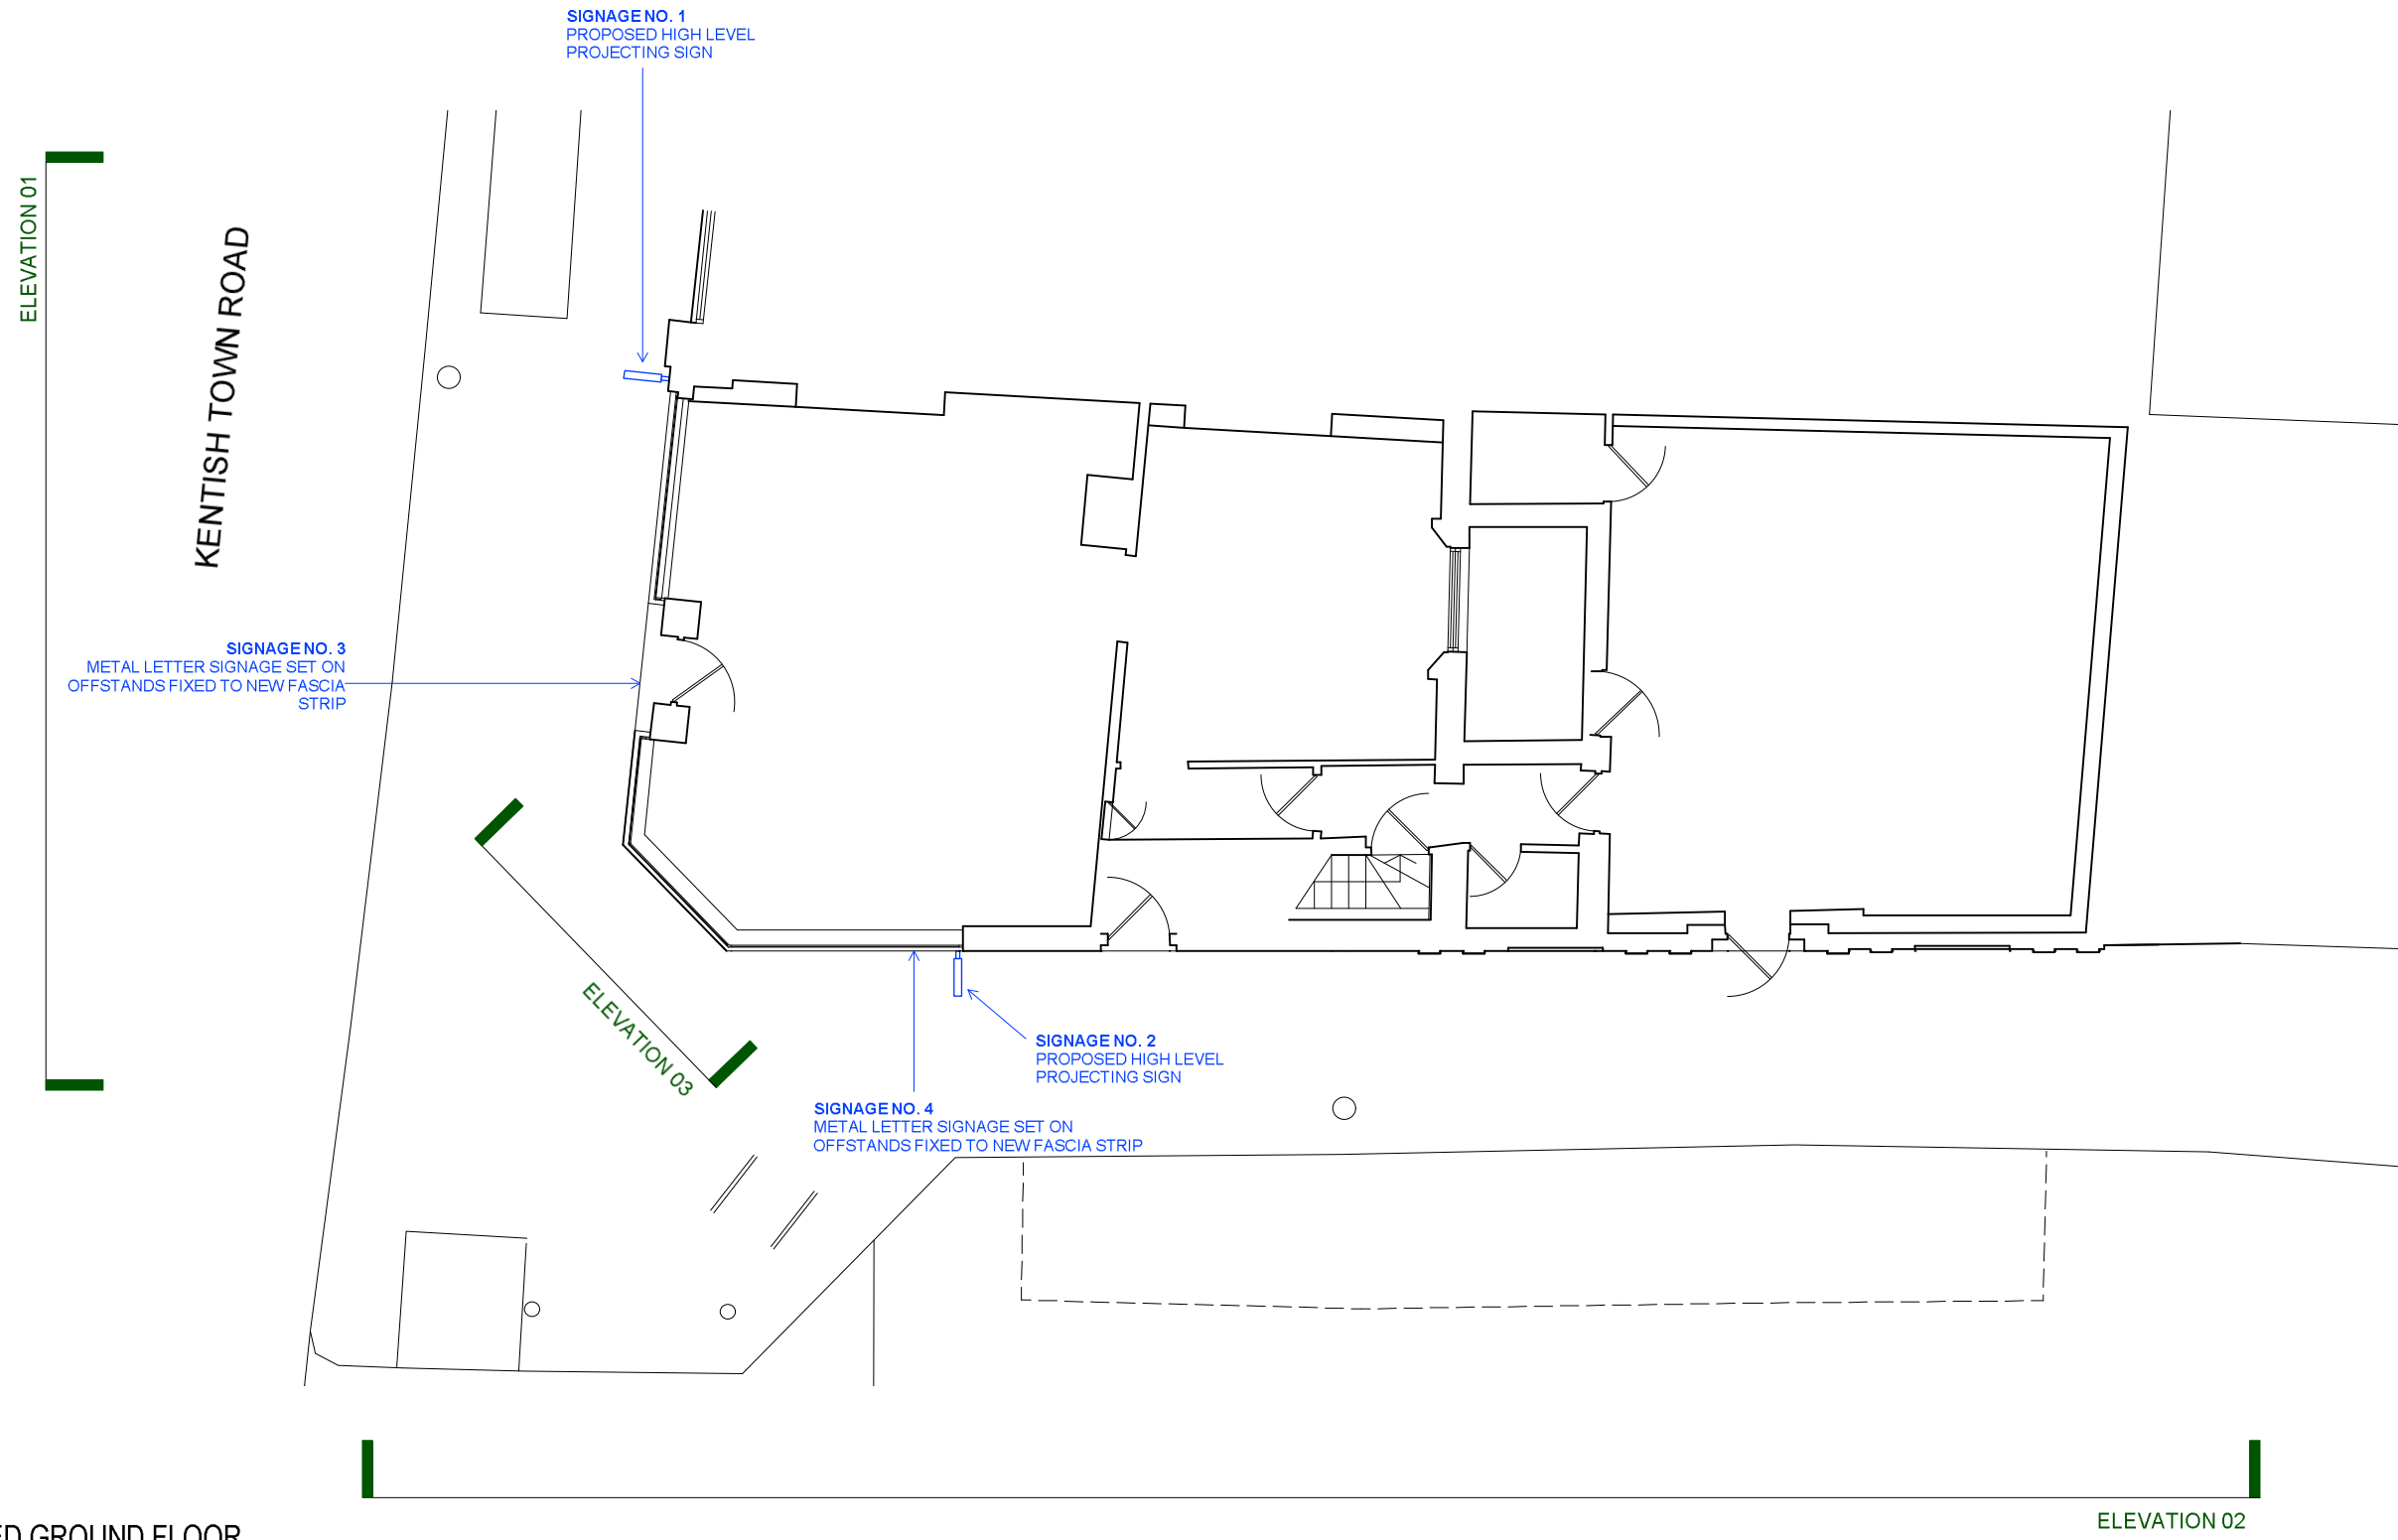 SIGNAGE NO. 1
PROPOSED HIGH LEVEL
PROJECTING SIGN
ELEVATION 01
KENTISH TOWN ROAD
SIGNAGE NO. 3
METAL LETTER SIGNAGE SET ON
OFFSTANDS FIXED TO NEW FASCIA
STRIP
ELEVATION 03
SIGNAGE NO. 2
PROPOSED HIGH LEVEL
PROJECTING SIGN
SIGNAGE NO. 4
METAL LETTER SIGNAGE SET ON
OFFSTANDS FIXED TO NEW FASCIA STRIP
ELEVATION 02
GROUND FLOOR